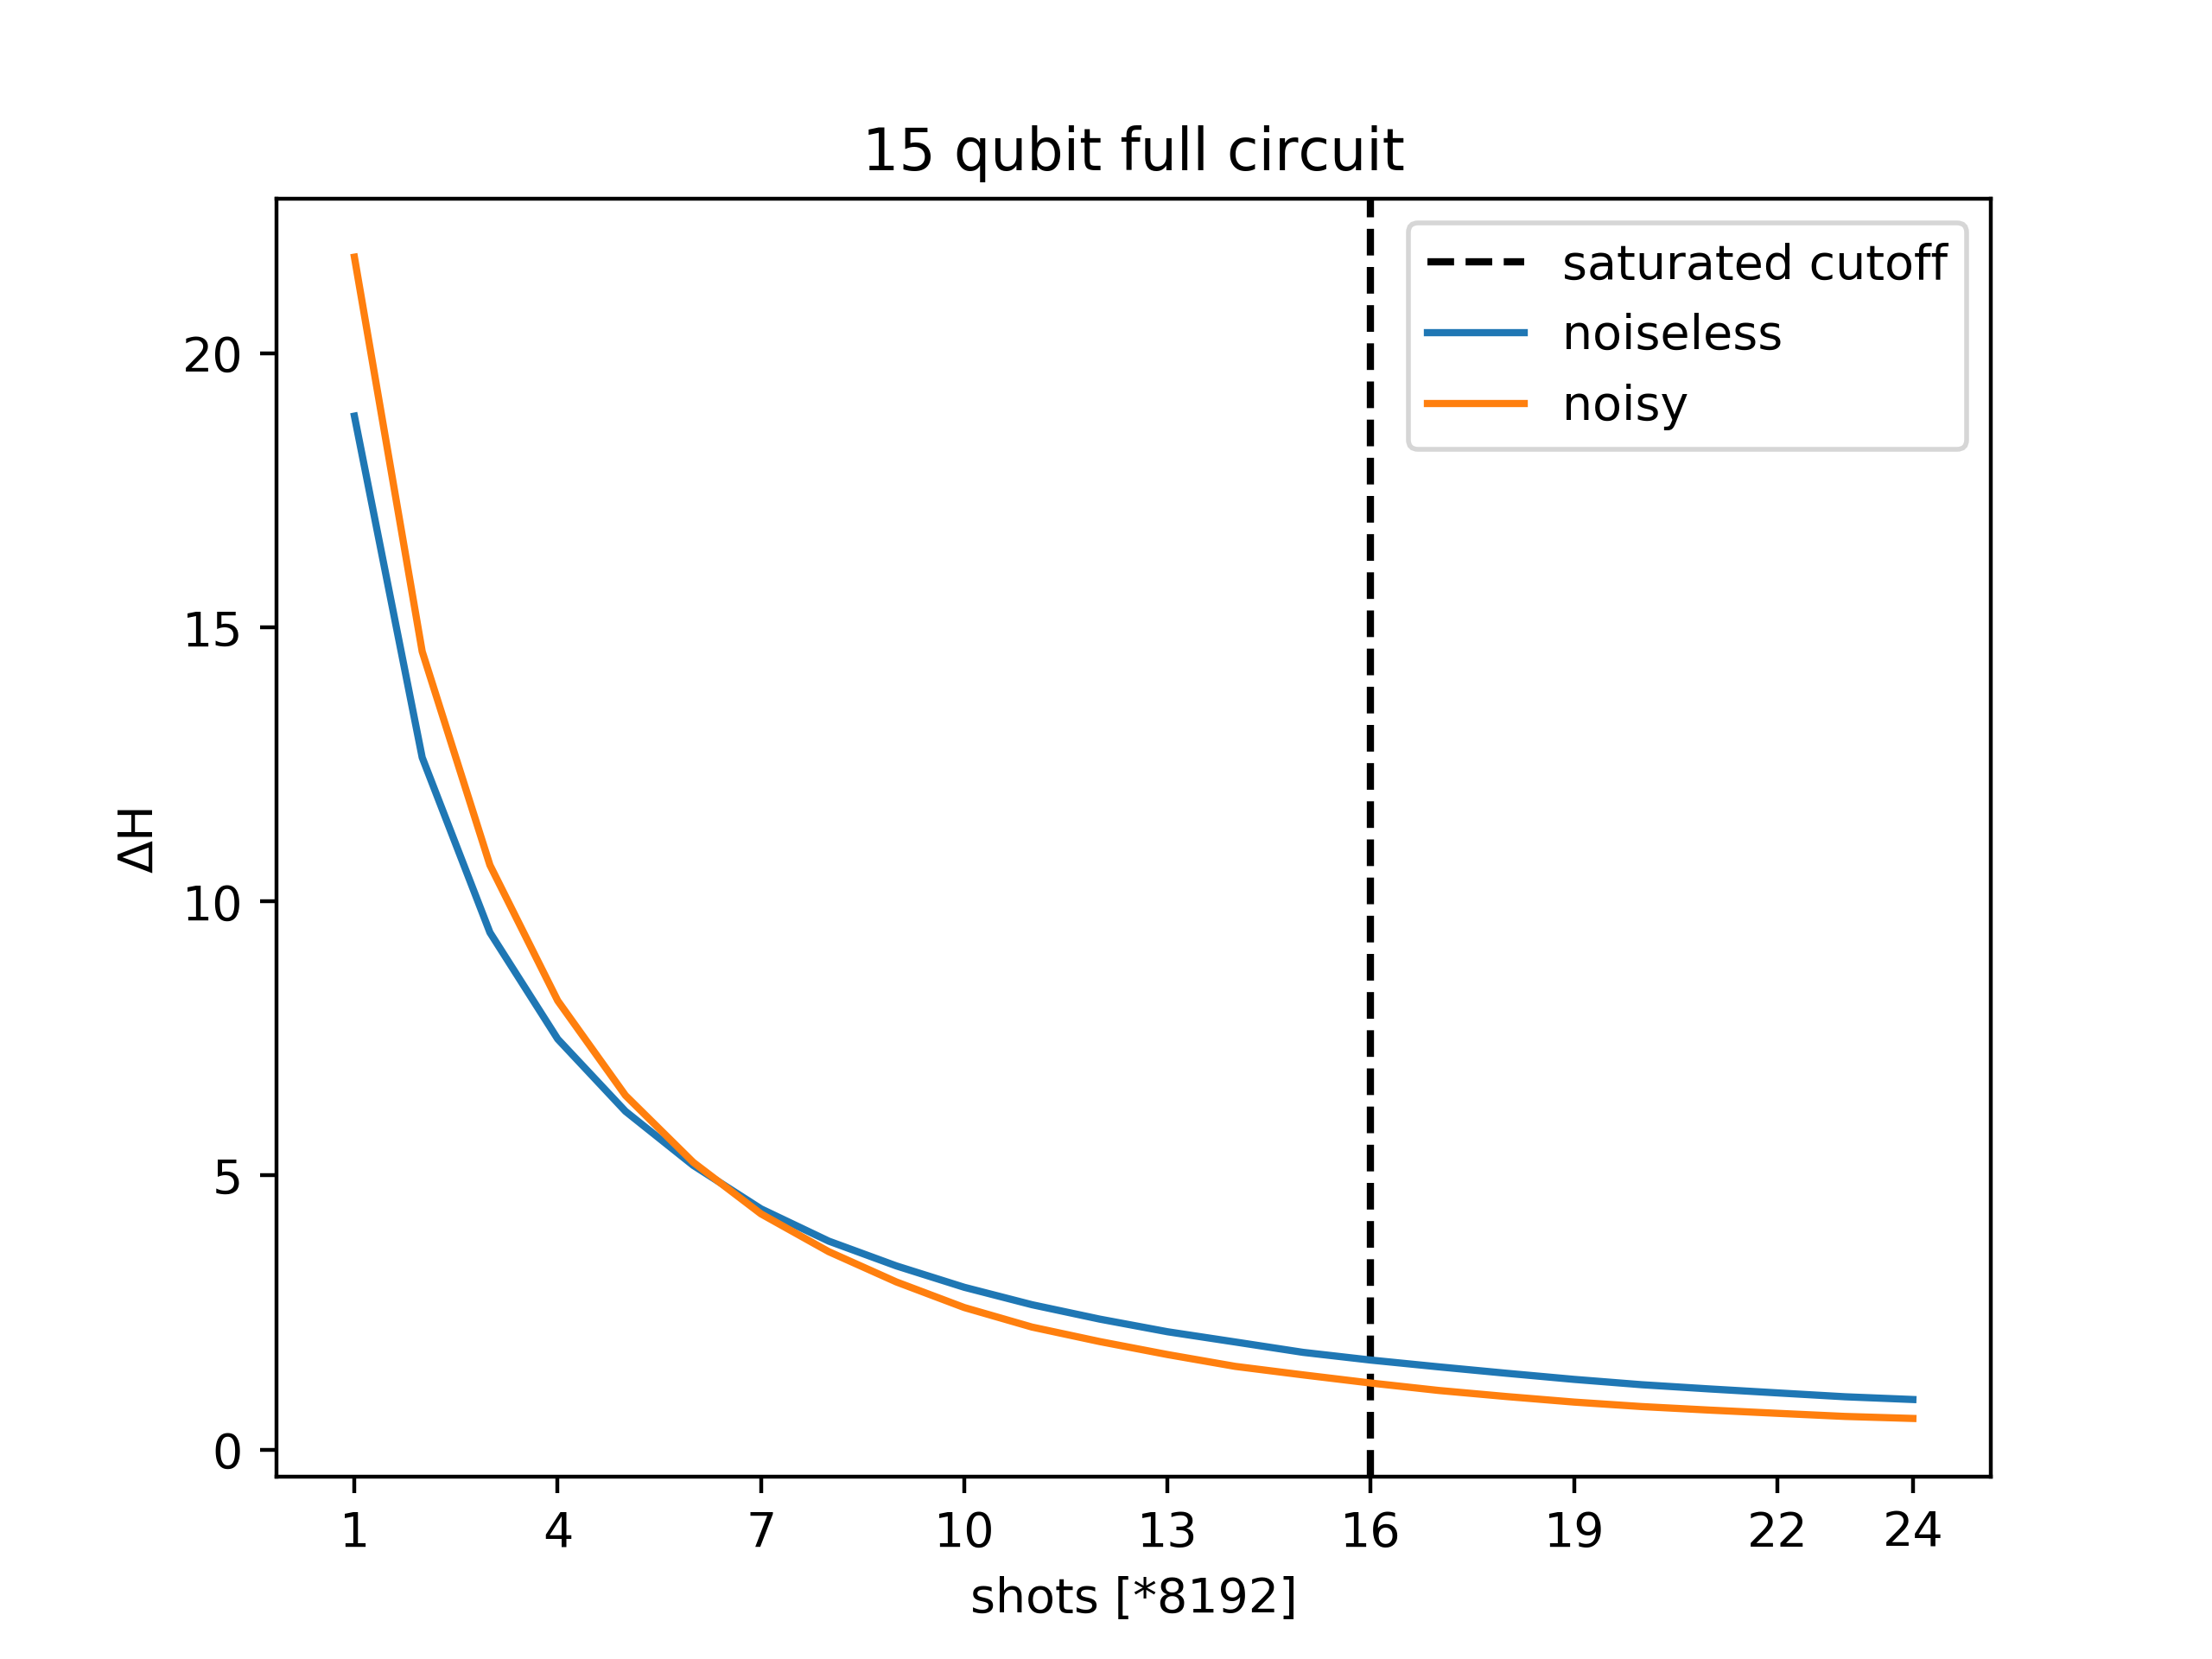 15 qubit full circuit
saturated cutoff
noiseless
noisy
20
15
10
5
0
ΔH
1 4 7 10 13 16 19 22 24
shots [*8192]